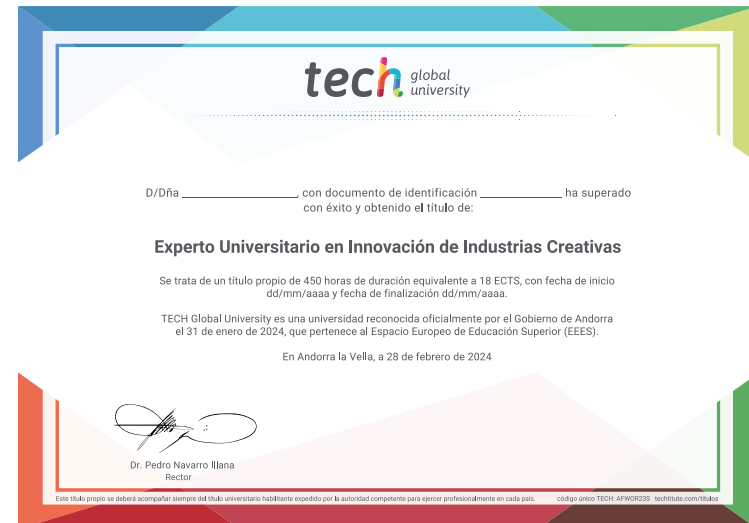 tech global university
D/Dña ____________________, con documento de identificación ______________ ha superado
con éxito y obtenido el título de:
Experto Universitario en Innovación de Industrias Creativas
Se trata de un título propio de 450 horas de duración equivalente a 18 ECTS, con fecha de inicio
dd/mm/aaaa y fecha de finalización dd/mm/aaaa.
TECH Global University es una universidad reconocida oficialmente por el Gobierno de Andorra
el 31 de enero de 2024, que pertenece al Espacio Europeo de Educación Superior (EEES).
En Andorra la Vella, a 28 de febrero de 2024
Dr. Pedro Navarro Illana
Rector
Este título propio se deberá acompañar siempre del título universitario habilitante expedido por la autoridad competente para ejercer profesionalmente en cada país. código único TECH: AFWOR23S techtitute.com/titulos